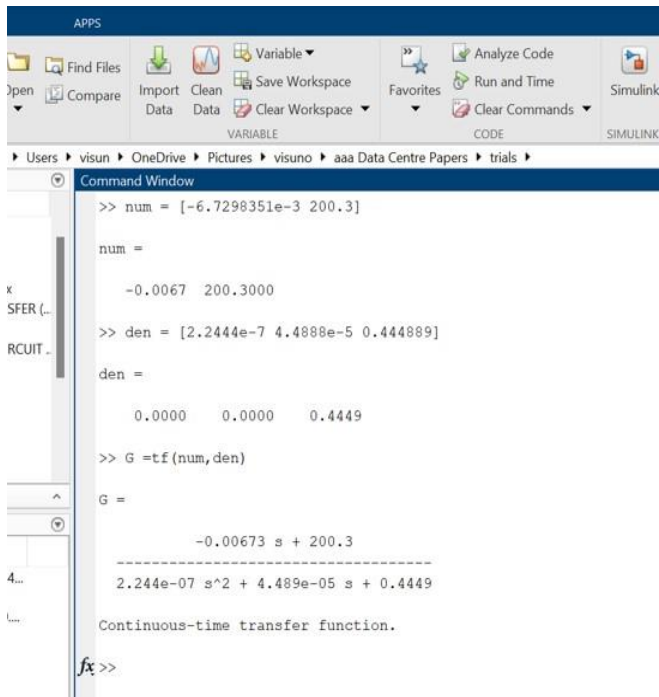 APPS
Open
Find Files
Compare
Import Data
Clean Data
Variable
Save Workspace
Clear Workspace
VARIABLE
Favorites
Analyze Code
Run and Time
Clear Commands
CODE
Simulink
SIMULINK
Users visun OneDrive Pictures visuno aaa Data Centre Papers trials
Command Window
>> num = [-6.7298351e-3 200.3]
num =
-0.0067 200.3000
>> den = [2.2444e-7 4.4888e-5 0.444889]
den =
0.0000 0.0000 0.4449
>> G =tf(num,den)
G =
-0.00673 s + 200.3
-----------------------------------
2.244e-07 s^2 + 4.489e-05 s + 0.4449
Continuous-time transfer function.
fx >>
x
SFER (...
RCUIT ..
4...